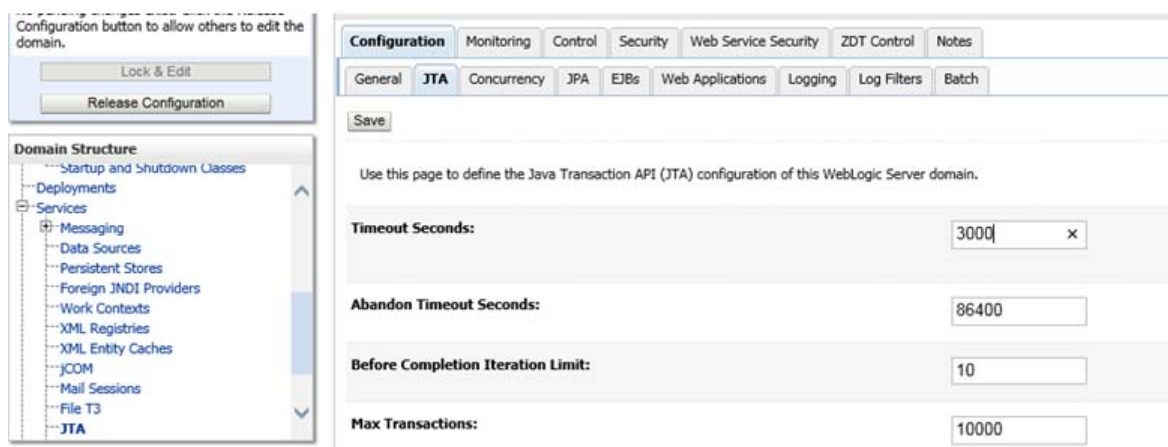 Configuration button to allow others to edit the
domain.
Lock & Edit
Release Configuration
Domain Structure
Startup and Shutdown Classes
Deployments
Services
Messaging
Data Sources
Persistent Stores
Foreign JNDI Providers
Work Contexts
XML Registries
XML Entity Caches
jCOM
Mail Sessions
File T3
JTA
Configuration Monitoring Control Security Web Service Security ZDT Control Notes
General JTA Concurrency JPA EJBs Web Applications Logging Log Filters Batch
Save
Use this page to define the Java Transaction API (JTA) configuration of this WebLogic Server domain.
Timeout Seconds: 3000
Abandon Timeout Seconds: 86400
Before Completion Iteration Limit: 10
Max Transactions: 10000